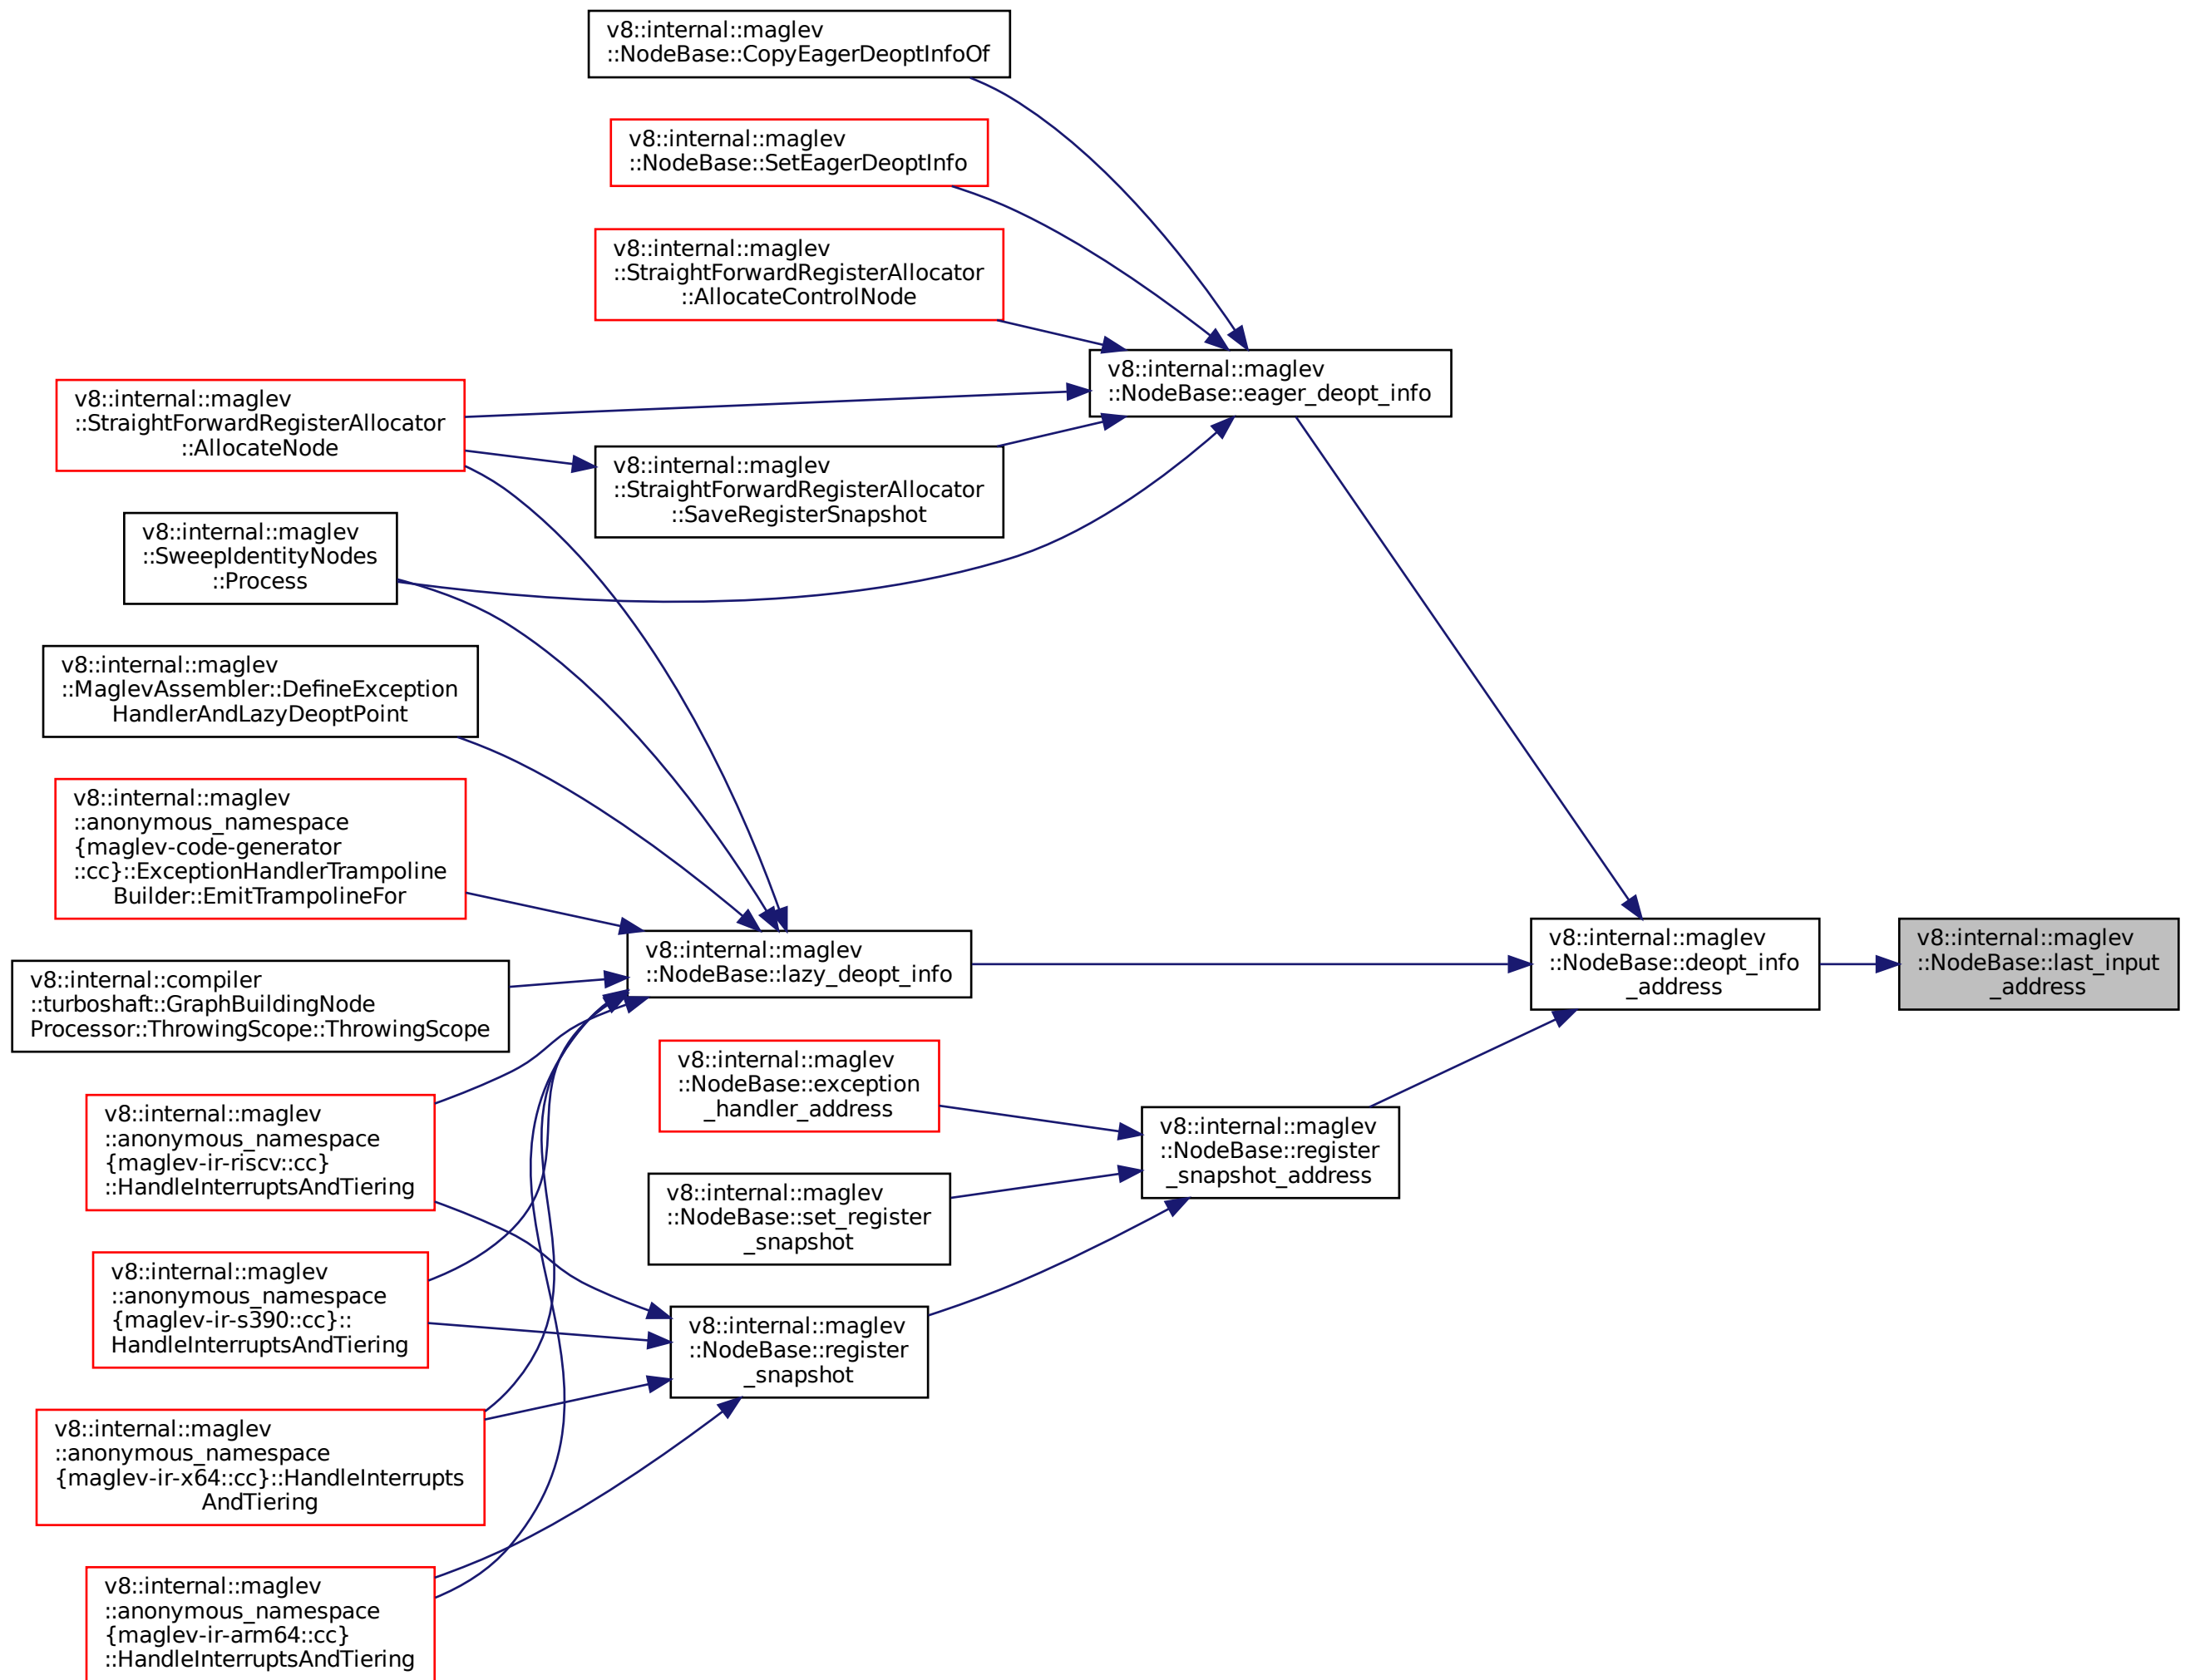 v8::internal::maglev
::NodeBase::CopyEagerDeoptInfoOf
v8::internal::maglev
::NodeBase::SetEagerDeoptInfo
v8::internal::maglev
::StraightForwardRegisterAllocator
::AllocateControlNode
v8::internal::maglev
::NodeBase::eager_deopt_info
v8::internal::maglev
::StraightForwardRegisterAllocator
::AllocateNode
v8::internal::maglev
::StraightForwardRegisterAllocator
::SaveRegisterSnapshot
v8::internal::maglev
::SweepIdentityNodes
::Process
v8::internal::maglev
::MaglevAssembler::DefineException
HandlerAndLazyDeoptPoint
v8::internal::maglev
::anonymous_namespace
{maglev-code-generator
::cc}::ExceptionHandlerTrampoline
Builder::EmitTrampolineFor
v8::internal::maglev
::NodeBase::lazy_deopt_info
v8::internal::maglev
::NodeBase::deopt_info
_address
v8::internal::maglev
::NodeBase::last_input
_address
v8::internal::compiler
::turboshaft::GraphBuildingNode
Processor::ThrowingScope::ThrowingScope
v8::internal::maglev
::NodeBase::exception
_handler_address
v8::internal::maglev
::anonymous_namespace
{maglev-ir-riscv::cc}
::HandleInterruptsAndTiering
v8::internal::maglev
::NodeBase::register
_snapshot_address
v8::internal::maglev
::NodeBase::set_register
_snapshot
v8::internal::maglev
::anonymous_namespace
{maglev-ir-s390::cc}::
HandleInterruptsAndTiering
v8::internal::maglev
::NodeBase::register
_snapshot
v8::internal::maglev
::anonymous_namespace
{maglev-ir-x64::cc}::HandleInterrupts
AndTiering
v8::internal::maglev
::anonymous_namespace
{maglev-ir-arm64::cc}
::HandleInterruptsAndTiering